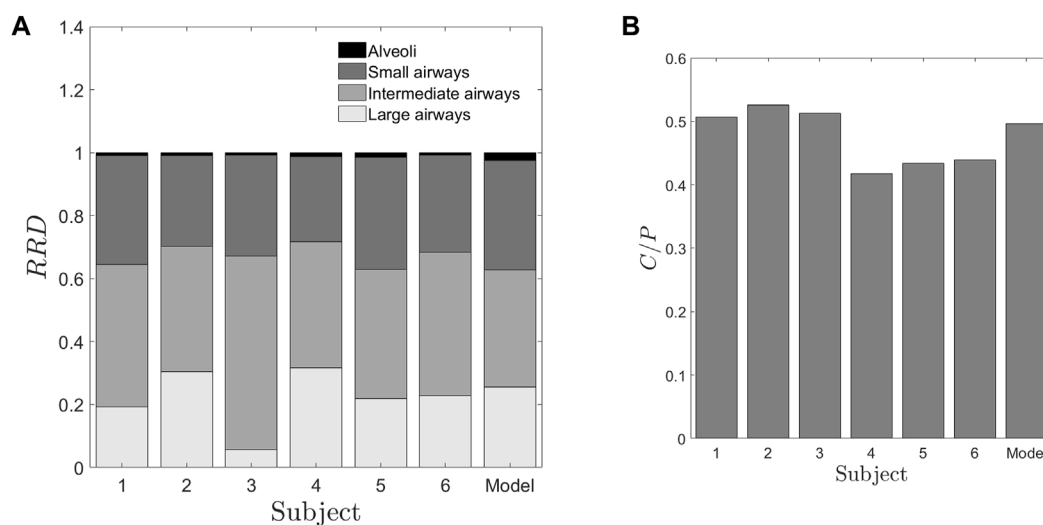 A
1.4
1.2
1
0.8
0.6
0.4
0.2
0
RRD
Alveoli
Small airways
Intermediate airways
Large airways
1 2 3 4 5 6 Model
Subject
B
0.6
0.5
0.4
0.3
0.2
0.1
0
C/P
1 2 3 4 5 6 Mode
Subject